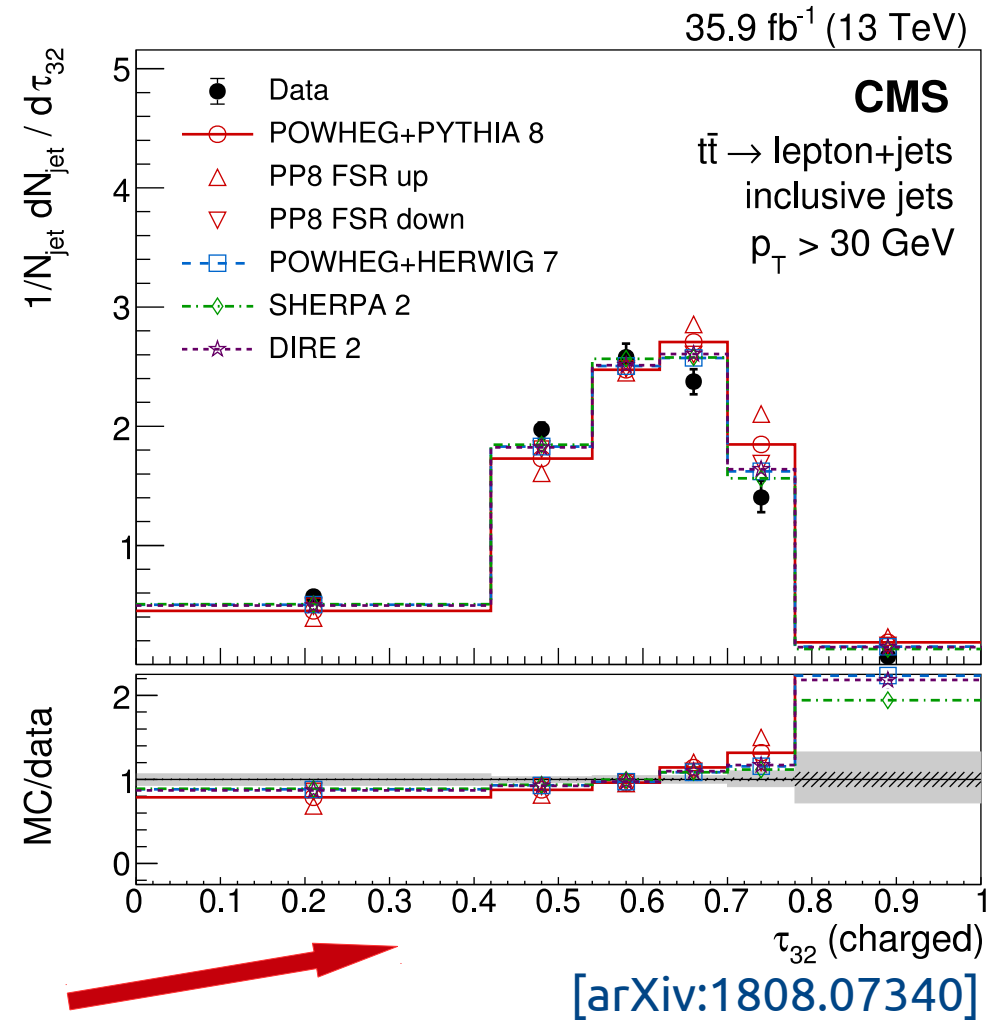 35.9 fb⁻¹ (13 TeV)
1/N_jet dN_jet / dτ₃₂
5
4
3
2
1
Data
POWHEG+PYTHIA 8
PP8 FSR up
PP8 FSR down
POWHEG+HERWIG 7
SHERPA 2
DIRE 2
CMS
tt̄ → lepton+jets
inclusive jets
p_T > 30 GeV
MC/data
2
1
0
0 0.1 0.2 0.3 0.4 0.5 0.6 0.7 0.8 0.9 1
τ₃₂ (charged)
[arXiv:1808.07340]